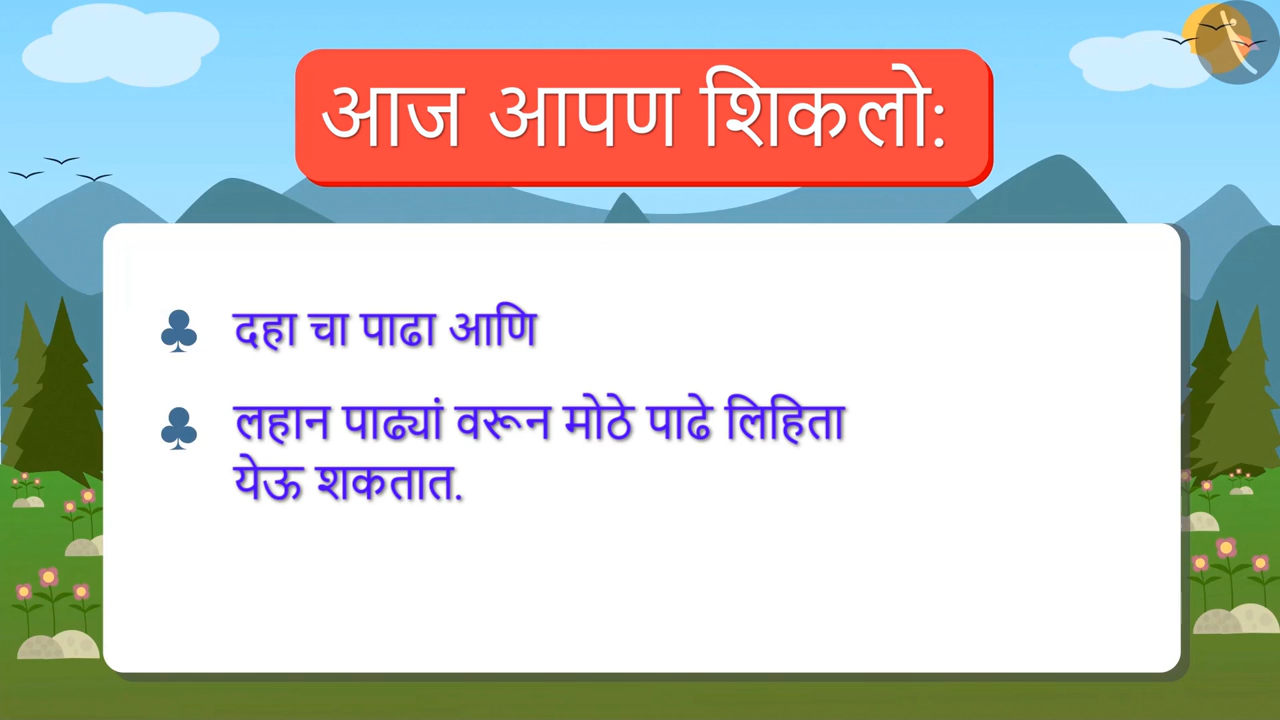 आज आपण शिकलो:
दहा चा पाढा आणि
लहान पाढ्यां वरून मोठे पाढे लिहिता
येऊ शकतात.